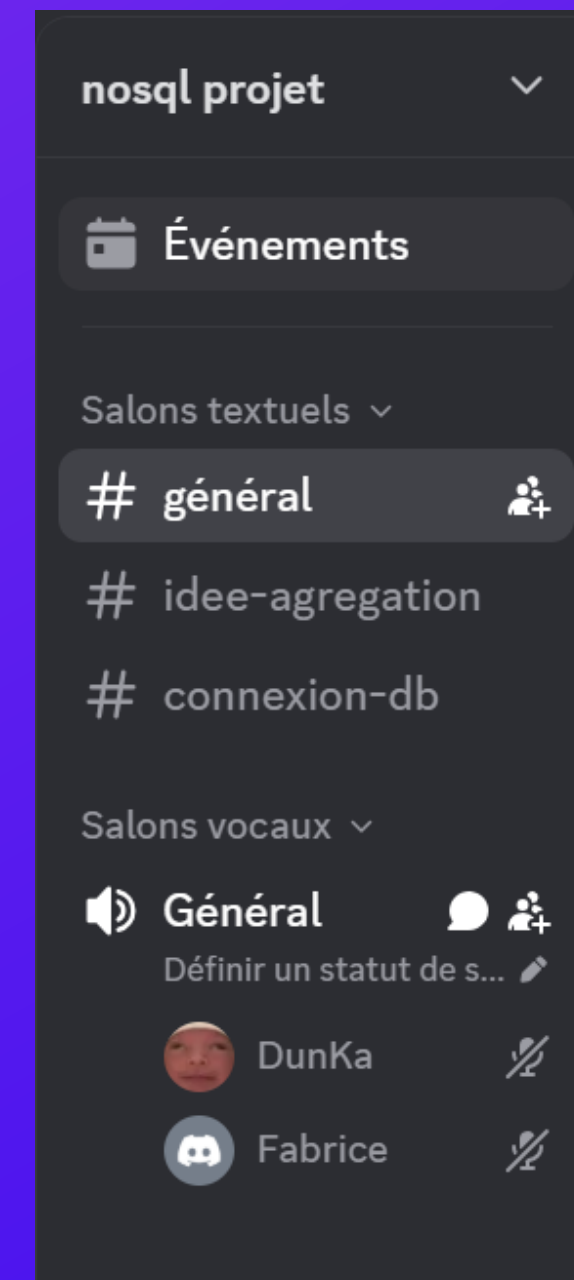 nosql projet
Événements
Salons textuels
# général
# idee-agregation
# connexion-db
Salons vocaux
Général
Définir un statut de s...
DunKa
Fabrice